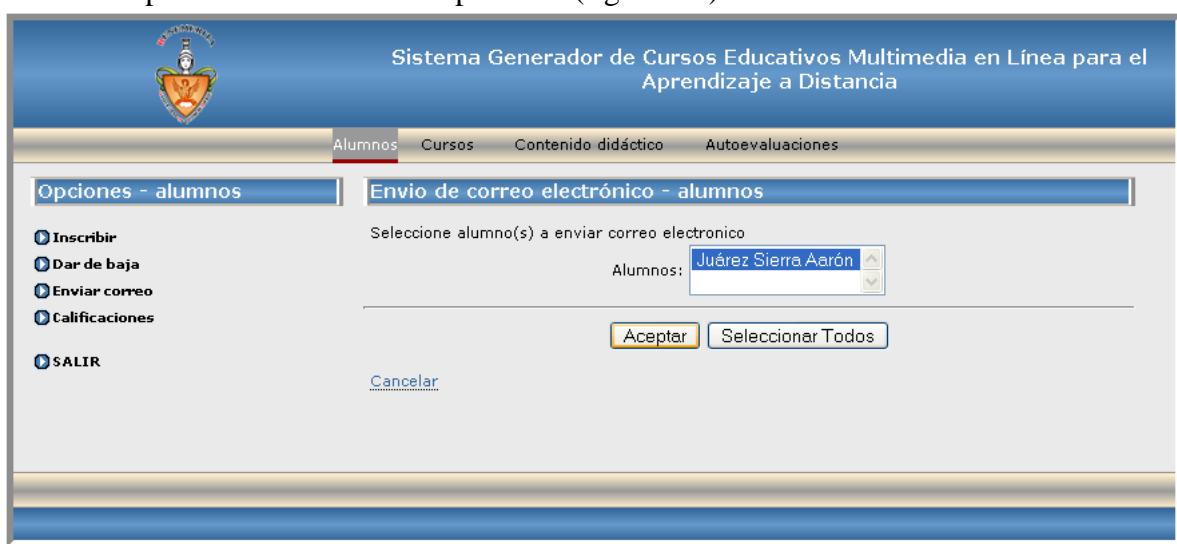 Sistema Generador de Cursos Educativos Multimedia en Línea para el
Aprendizaje a Distancia
Alumnos Cursos Contenido didáctico Autoevaluaciones
Opciones - alumnos
Inscribir
Dar de baja
Enviar correo
Calificaciones
SALIR
Envio de correo electrónico - alumnos
Seleccione alumno(s) a enviar correo electronico
Alumnos: Juárez Sierra Aarón
Aceptar Seleccionar Todos
Cancelar